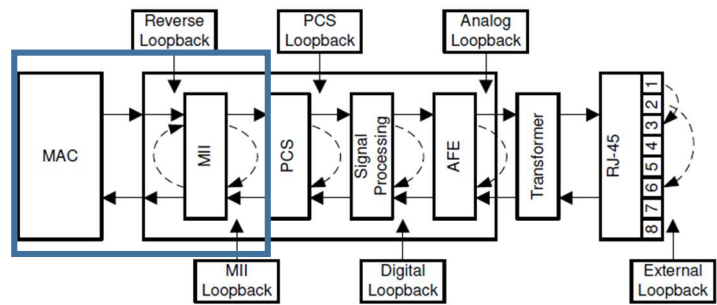 Reverse
Loopback
PCS
Loopback
Analog
Loopback
MAC
MII
PCS
Signal
Processing
AFE
Transformer
RJ-45
1
2
3
4
5
6
7
8
MII
Loopback
Digital
Loopback
External
Loopback